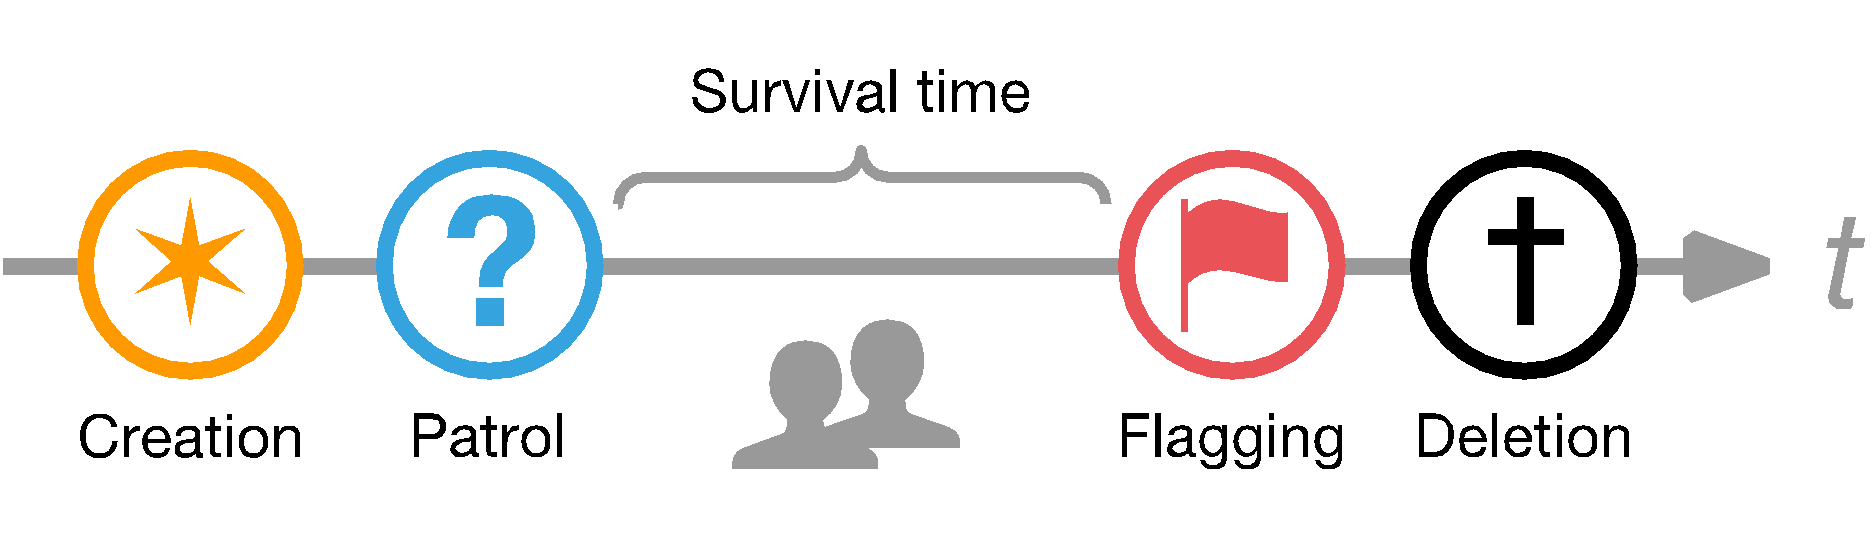 Survival time
?
t
Creation
Patrol
Flagging
Deletion